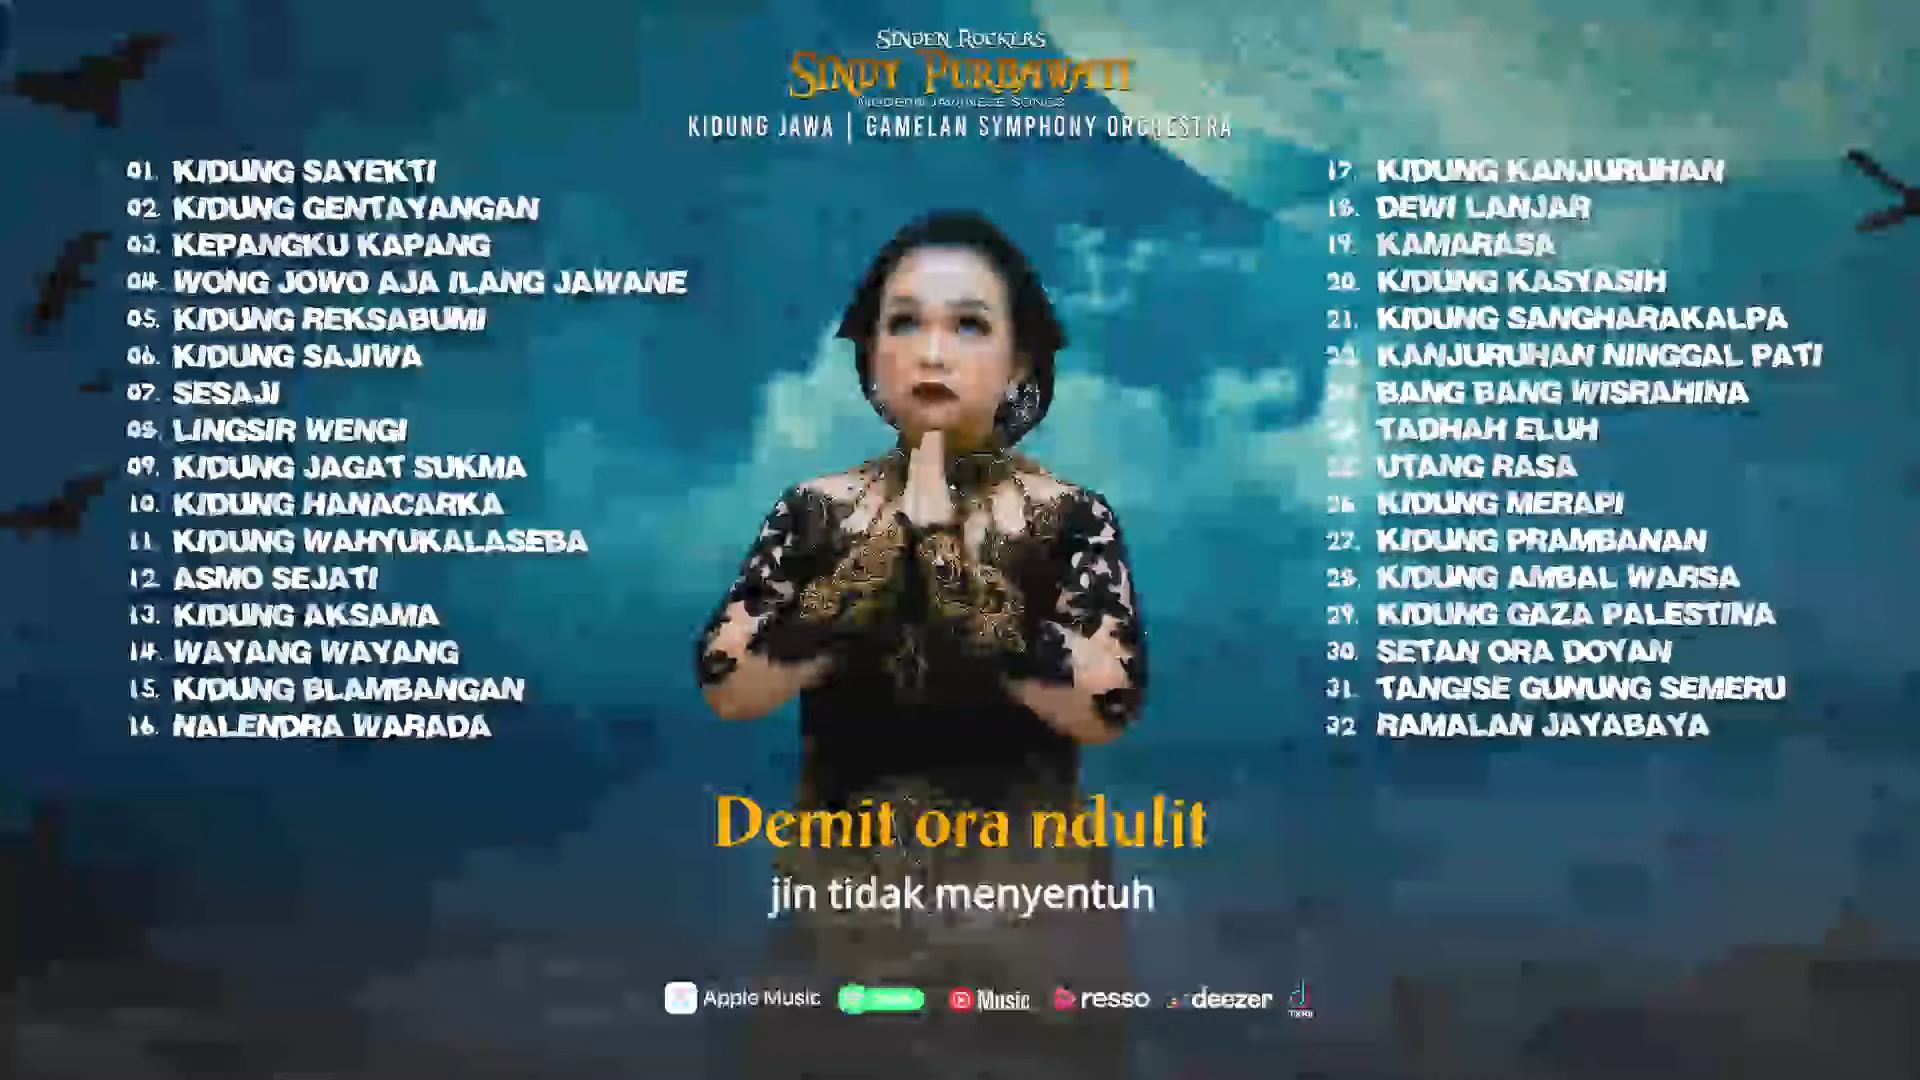 SINDEN ROCKERS
SINDY PURBAWATI
MODERN JAVANESE SONGS
KIDUNG JAWA | GAMELAN SYMPHONY ORCHESTRA
01. KIDUNG SAYEKTI
02. KIDUNG GENTAYANGAN
03. KEPANGKU KAPANG
04. WONG JOWO AJA ILANG JAWANE
05. KIDUNG REKSABUMI
06. KIDUNG SAJIWA
07. SESAJI
08. LINGSIR WENGI
09. KIDUNG JAGAT SUKMA
10. KIDUNG HANACARKA
11. KIDUNG WAHYUKALASEBA
12. ASMO SEJATI
13. KIDUNG AKSAMA
14. WAYANG WAYANG
15. KIDUNG BLAMBANGAN
16. NALENDRA WARADA
17. KIDUNG KANJURUHAN
18. DEWI LANJAR
19. KAMARASA
20. KIDUNG KASYASIH
21. KIDUNG SANGHARAKALPA
22. KANJURUHAN NINGGAL PATI
BANG BANG WISRAHINA
TADHAH ELUH
UTANG RASA
26. KIDUNG MERAPI
27. KIDUNG PRAMBANAN
28. KIDUNG AMBAL WARSA
29. KIDUNG GAZA PALESTINA
30. SETAN ORA DOYAN
31. TANGISE GUNUNG SEMERU
32. RAMALAN JAYABAYA
Demit ora ndulit
jin tidak menyentuh
Apple Music Music resso deezer